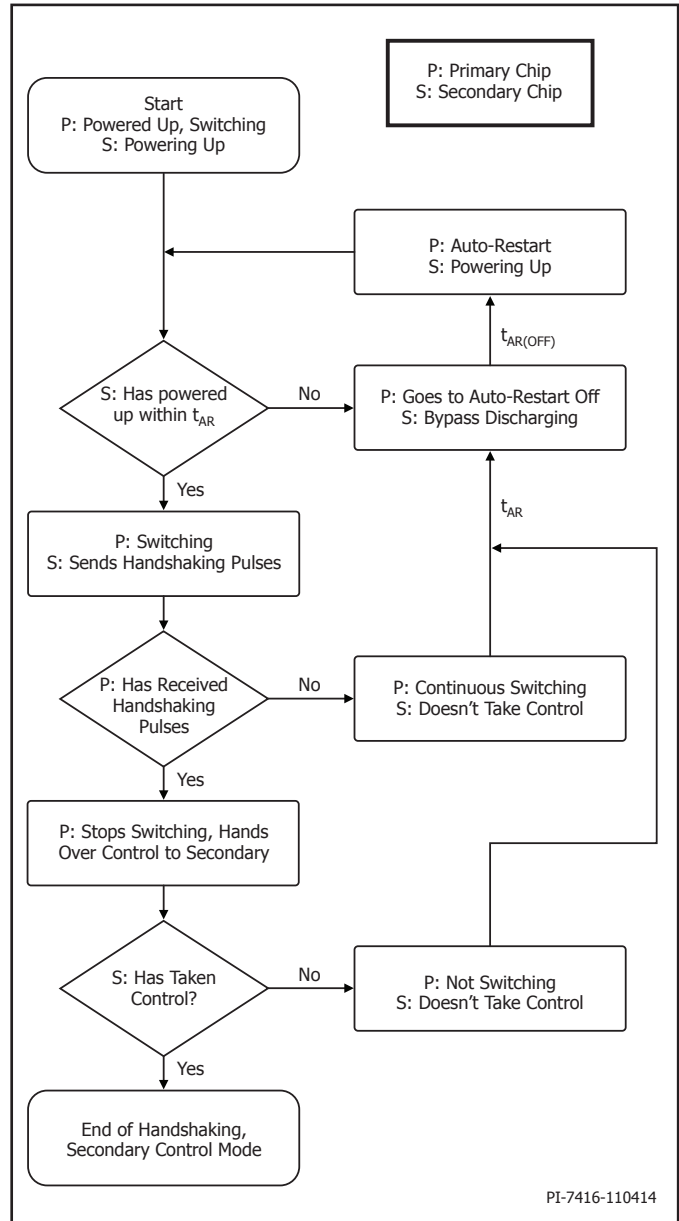 P: Primary Chip
S: Secondary Chip
Start
P: Powered Up, Switching
S: Powering Up
P: Auto-Restart
S: Powering Up
tAR(OFF)
S: Has powered
up within tAR
No
P: Goes to Auto-Restart Off
S: Bypass Discharging
Yes
tAR
P: Switching
S: Sends Handshaking Pulses
P: Has Received
Handshaking
Pulses
No
P: Continuous Switching
S: Doesn’t Take Control
Yes
P: Stops Switching, Hands
Over Control to Secondary
S: Has Taken
Control?
No
P: Not Switching
S: Doesn’t Take Control
Yes
End of Handshaking,
Secondary Control Mode
PI-7416-110414